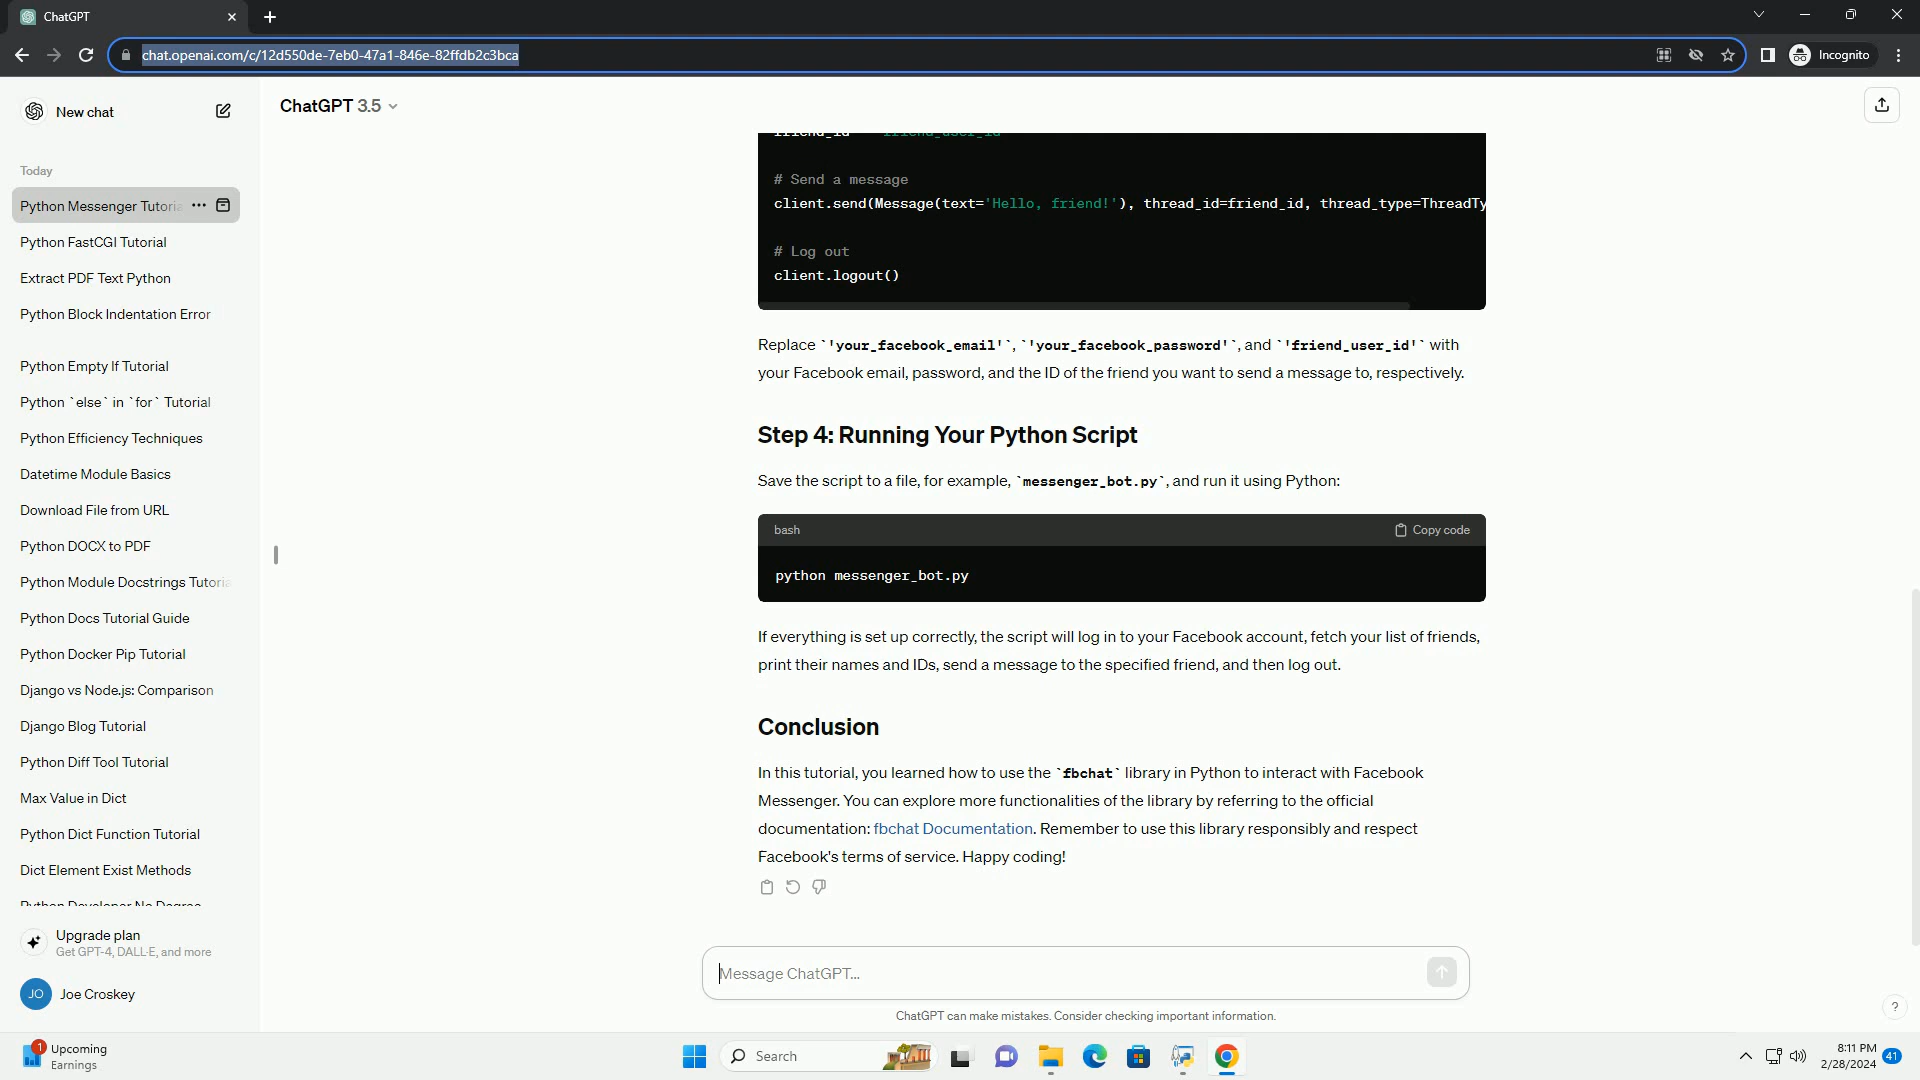 ChatGPT
chat.openai.com/c/12d550de-7eb0-47a1-846e-82ffdb2c3bca
Incognito
New chat
ChatGPT 3.5
Today
Python Messenger Tutoria
Python FastCGI Tutorial
Extract PDF Text Python
Python Block Indentation Error
Python Empty If Tutorial
Python `else` in `for` Tutorial
Python Efficiency Techniques
Datetime Module Basics
Download File from URL
Python DOCX to PDF
Python Module Docstrings Tutoria
Python Docs Tutorial Guide
Python Docker Pip Tutorial
Django vs Node.js: Comparison
Django Blog Tutorial
Python Diff Tool Tutorial
Max Value in Dict
Python Dict Function Tutorial
Dict Element Exist Methods
Python Developer No Degree
Upgrade plan
Get GPT-4, DALL·E, and more
JO
Joe Croskey
friend_id friend_user_id
# Send a message
client.send(Message(text='Hello, friend!'), thread_id=friend_id, thread_type=ThreadTy
# Log out
client.logout()
Replace `'your_facebook_email'`, `'your_facebook_password'`, and `'friend_user_id'` with
your Facebook email, password, and the ID of the friend you want to send a message to, respectively.
Step 4: Running Your Python Script
Save the script to a file, for example, `messenger_bot.py`, and run it using Python:
bash
Copy code
python messenger_bot.py
If everything is set up correctly, the script will log in to your Facebook account, fetch your list of friends,
print their names and IDs, send a message to the specified friend, and then log out.
Conclusion
In this tutorial, you learned how to use the `fbchat` library in Python to interact with Facebook
Messenger. You can explore more functionalities of the library by referring to the official
documentation: fbchat Documentation. Remember to use this library responsibly and respect
Facebook's terms of service. Happy coding!
Message ChatGPT...
ChatGPT can make mistakes. Consider checking important information.
?
1
Upcoming
Earnings
Search
8:11 PM
2/28/2024
41